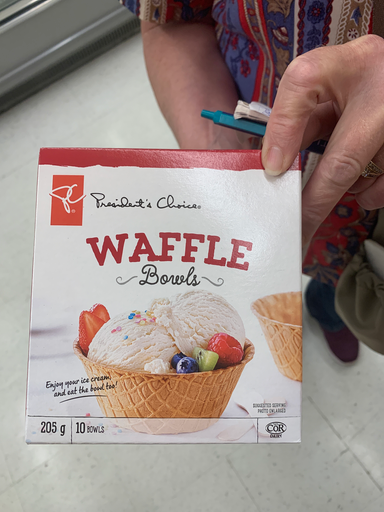 PC®
President's Choice®
WAFFLE
Bowls
Enjoy your ice cream,
and eat the bowl too!
SUGGESTED SERVING
PHOTO ENLARGED
205 g
10 BOWLS
COR
DAIRY